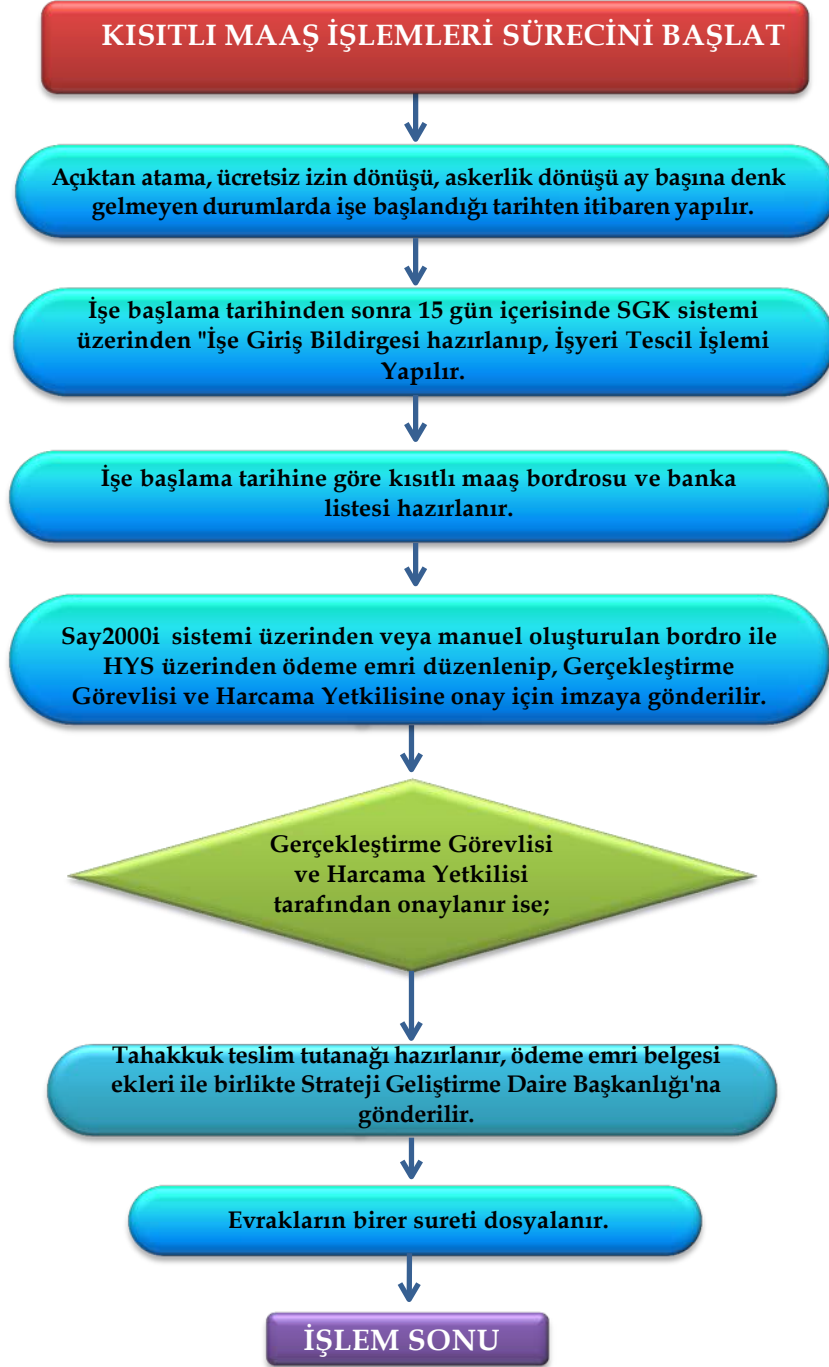 KISITLI MAAŞ İŞLEMLERİ SÜRECİNİ BAŞLAT
Açıktan atama, ücretsiz izin dönüşü, askerlik dönüşü ay başına denk
gelmeyen durumlarda işe başlandığı tarihten itibaren yapılır.
İşe başlama tarihinden sonra 15 gün içerisinde SGK sistemi
üzerinden "İşe Giriş Bildirgesi hazırlanıp, İşyeri Tescil İşlemi
Yapılır.
İşe başlama tarihine göre kısıtlı maaş bordrosu ve banka
listesi hazırlanır.
Say2000i sistemi üzerinden veya manuel oluşturulan bordro ile
HYS üzerinden ödeme emri düzenlenip, Gerçekleştirme
Görevlisi ve Harcama Yetkilisine onay için imzaya gönderilir.
Gerçekleştirme Görevlisi
ve Harcama Yetkilisi
tarafından onaylanır ise;
Tahakkuk teslim tutanağı hazırlanır, ödeme emri belgesi
ekleri ile birlikte Strateji Geliştirme Daire Başkanlığı'na
gönderilir.
Evrakların birer sureti dosyalanır.
İŞLEM SONU